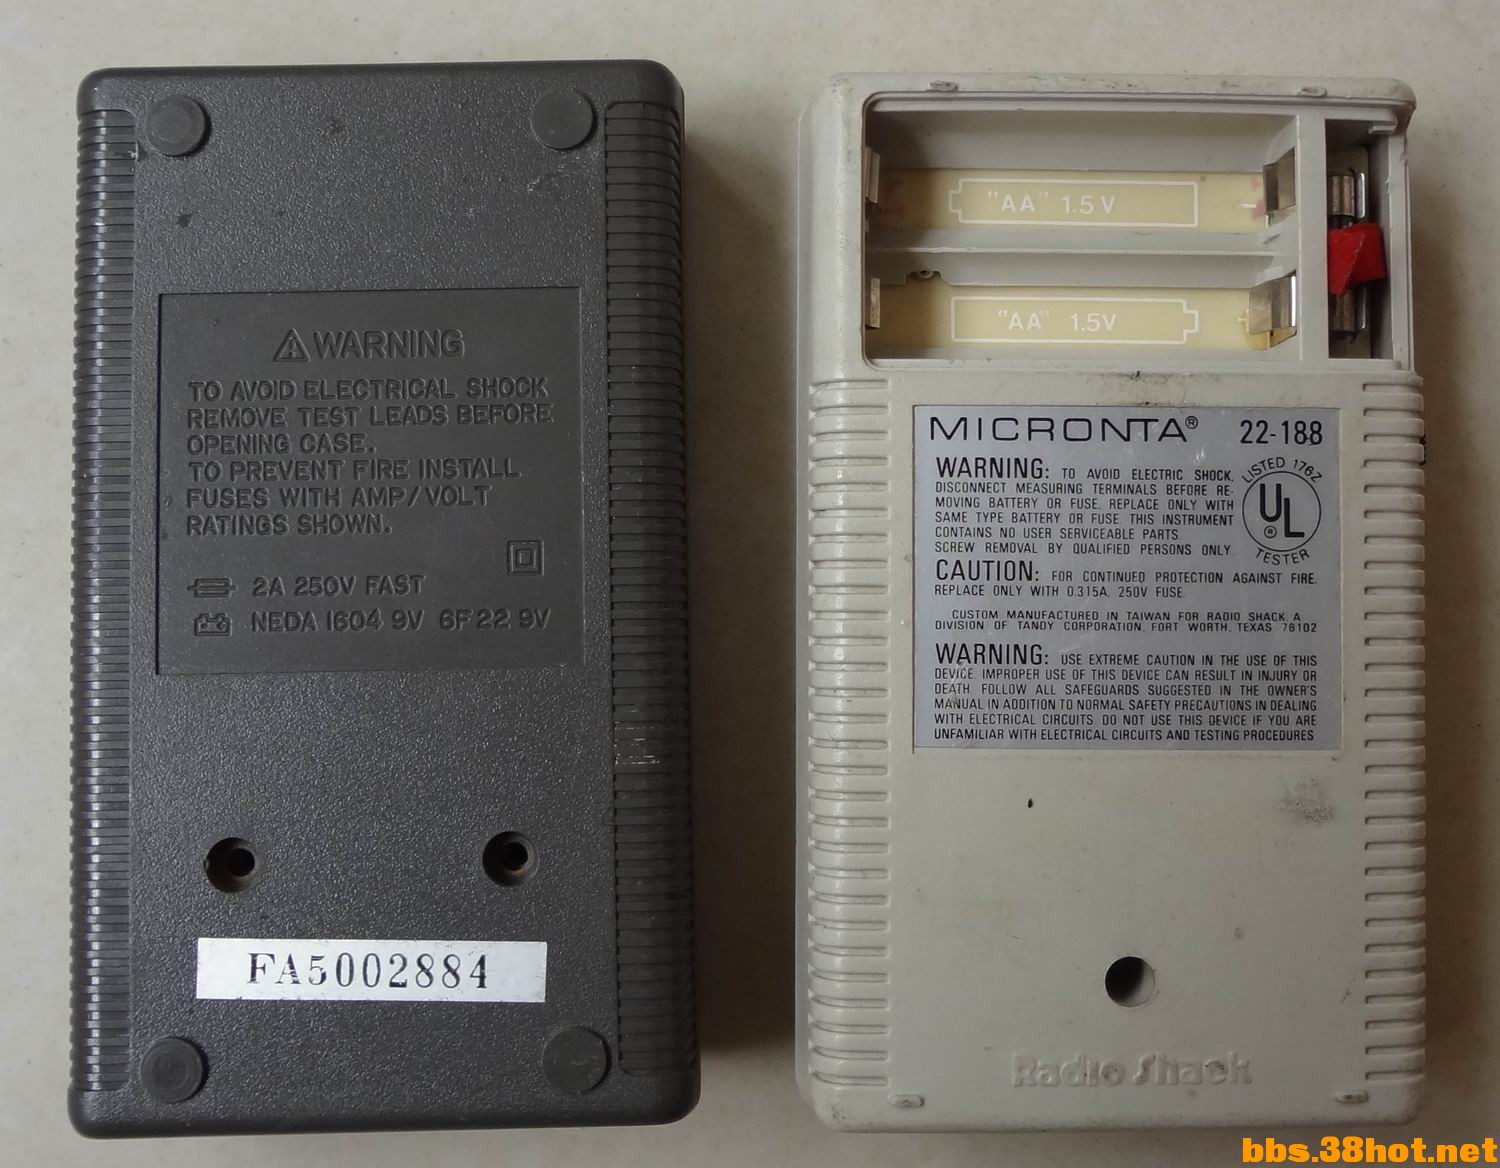 WARNING
TO AVOID ELECTRICAL SHOCK
REMOVE TEST LEADS BEFORE
OPENING CASE.
TO PREVENT FIRE INSTALL
FUSES WITH AMP/VOLT
RATINGS SHOWN.
2A 250V FAST
NEDA 1604 9V 6F 22 9V
FA5002884
"AA" 1.5V
"AA" 1.5V
MICRONTA® 22-188
WARNING: TO AVOID ELECTRIC SHOCK,
DISCONNECT MEASURING TERMINALS BEFORE RE-
MOVING BATTERY OR FUSE. REPLACE ONLY WITH
SAME TYPE BATTERY OR FUSE. THIS INSTRUMENT
CONTAINS NO USER SERVICEABLE PARTS.
SCREW REMOVAL BY QUALIFIED PERSONS ONLY.
LISTED 176Z
UL
®
TESTER
CAUTION: FOR CONTINUED PROTECTION AGAINST FIRE.
REPLACE ONLY WITH 0.315A, 250V FUSE.
CUSTOM MANUFACTURED IN TAIWAN FOR RADIO SHACK, A
DIVISION OF TANDY CORPORATION, FORT WORTH, TEXAS 76102
WARNING: USE EXTREME CAUTION IN THE USE OF THIS
DEVICE. IMPROPER USE OF THIS DEVICE CAN RESULT IN INJURY OR
DEATH. FOLLOW ALL SAFEGUARDS SUGGESTED IN THE OWNER'S
MANUAL IN ADDITION TO NORMAL SAFETY PRECAUTIONS IN DEALING
WITH ELECTRICAL CIRCUITS. DO NOT USE THIS DEVICE IF YOU ARE
UNFAMILIAR WITH ELECTRICAL CIRCUITS AND TESTING PROCEDURES
Radio Shack
bbs.38hot.net